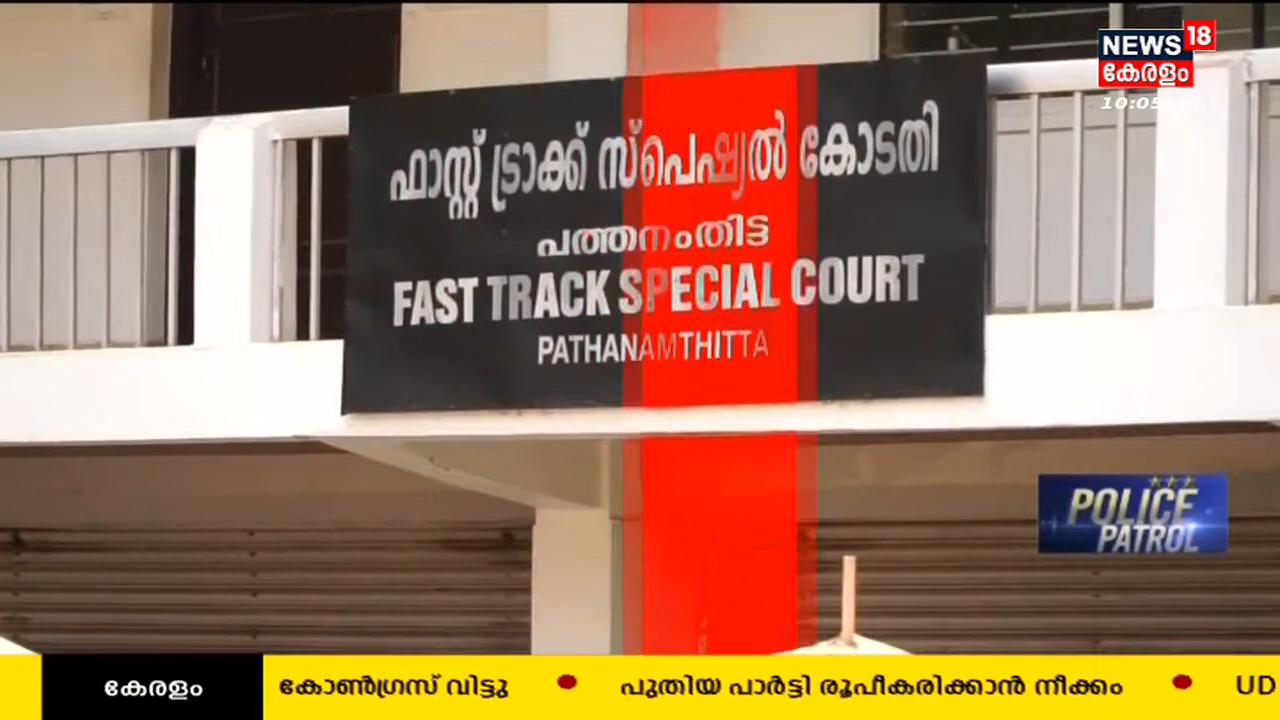 NEWS 18
കേരളം
ഫാസ്റ്റ് ട്രാക്ക് സ്പെഷ്യൽ കോടതി
പത്തനംതിട്ട
FAST TRACK SPECIAL COURT
PATHANAMTHITTA
POLICE
PATROL
കേരളം
കോൺഗ്രസ് വിട്ടു • പുതിയ പാർട്ടി രൂപീകരിക്കാൻ നീക്കം • UD